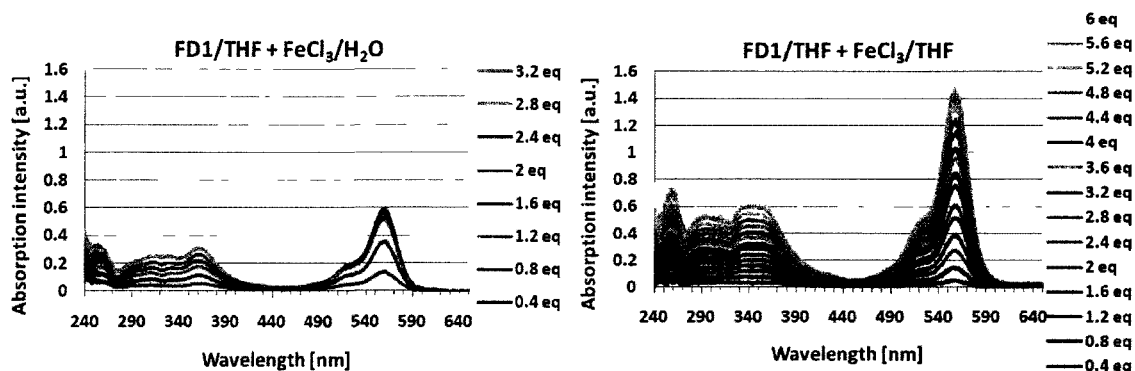 FD1/THF + FeCl₃/H₂O
Absorption intensity [a.u.]
1.6
1.4
1.2
1
0.8
0.6
0.4
0.2
0
240 290 340 390 440 490 540 590 640
Wavelength [nm]
3.2 eq
2.8 eq
2.4 eq
2 eq
1.6 eq
1.2 eq
0.8 eq
0.4 eq
FD1/THF + FeCl₃/THF
Absorption intensity [a.u.]
1.6
1.4
1.2
1
0.8
0.6
0.4
0.2
0
240 290 340 390 440 490 540 590 640
Wavelength [nm]
6 eq
5.6 eq
5.2 eq
4.8 eq
4.4 eq
4 eq
3.6 eq
3.2 eq
2.8 eq
2.4 eq
2 eq
1.6 eq
1.2 eq
0.8 eq
0.4 eq